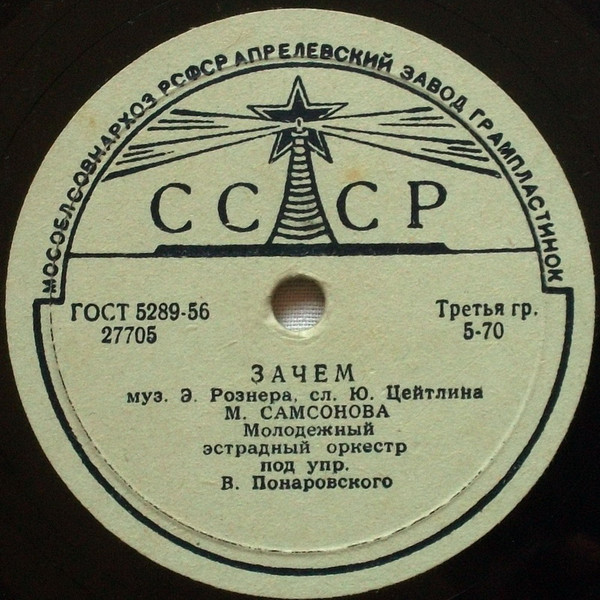 МОСОБЛСОВНАРХОЗ РСФСР АПРЕЛЕВСКИЙ ЗАВОД ГРАМПЛАСТИНОК
СССР
ГОСТ 5289-56
27705
Третья гр.
5-70
ЗАЧЕМ
муз. Э. Рознера, сл. Ю. Цейтлина
М. САМСОНОВА
Молодежный
эстрадный оркестр
под упр.
В. Понаровского